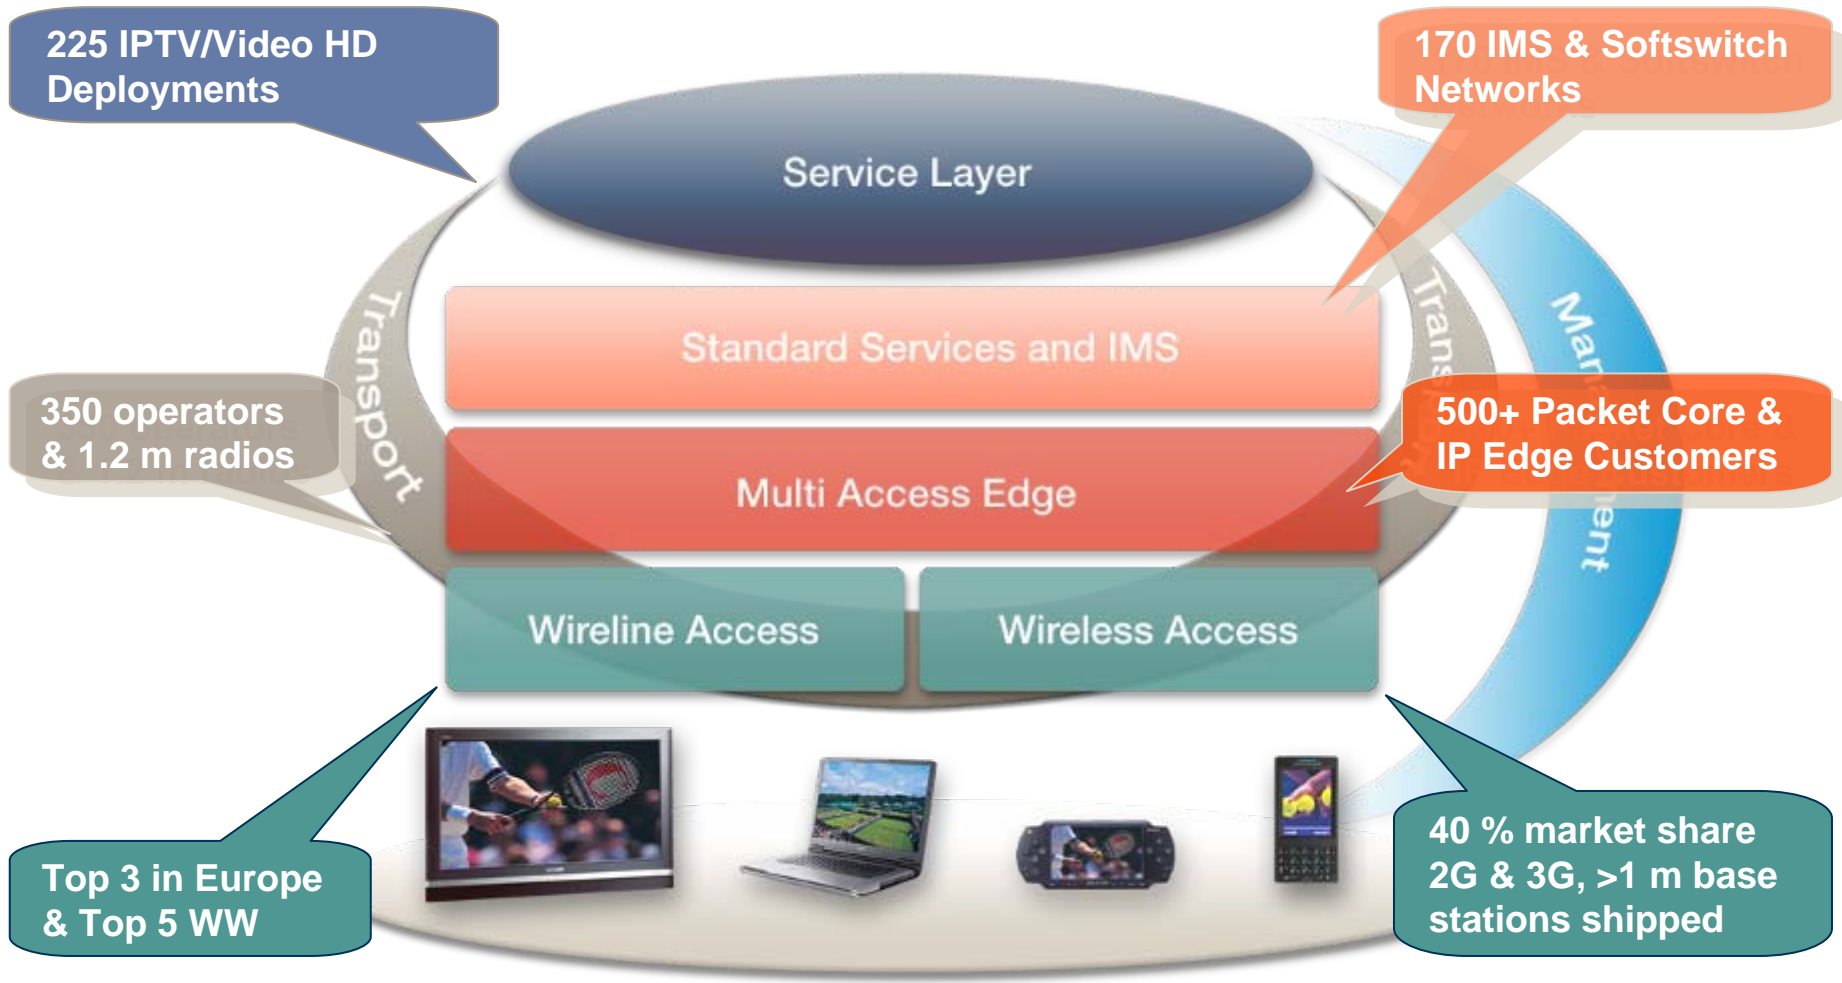 225 IPTV/Video HD
Deployments
170 IMS & Softswitch
Networks
Service Layer
Transport
Trans
Management
Standard Services and IMS
350 operators
& 1.2 m radios
500+ Packet Core &
IP Edge Customers
Multi Access Edge
Wireline Access
Wireless Access
Top 3 in Europe
& Top 5 WW
40 % market share
2G & 3G, >1 m base
stations shipped